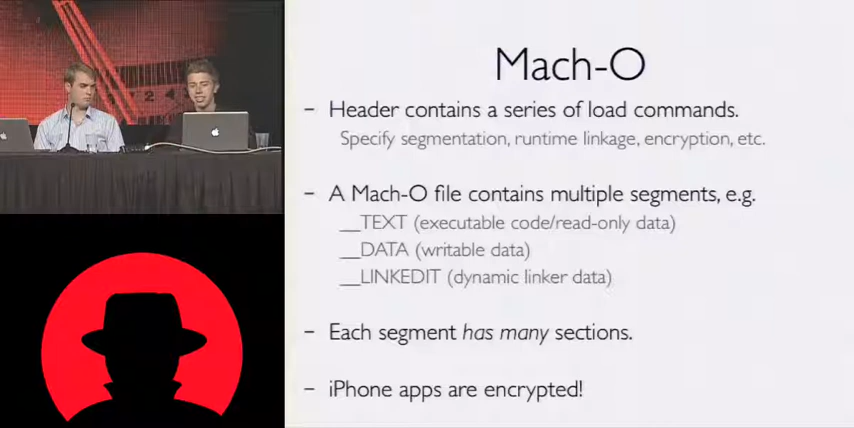 Mach-O
– Header contains a series of load commands.
Specify segmentation, runtime linkage, encryption, etc.
– A Mach-O file contains multiple segments, e.g.
__TEXT (executable code/read-only data)
__DATA (writable data)
__LINKEDIT (dynamic linker data)
– Each segment has many sections.
– iPhone apps are encrypted!